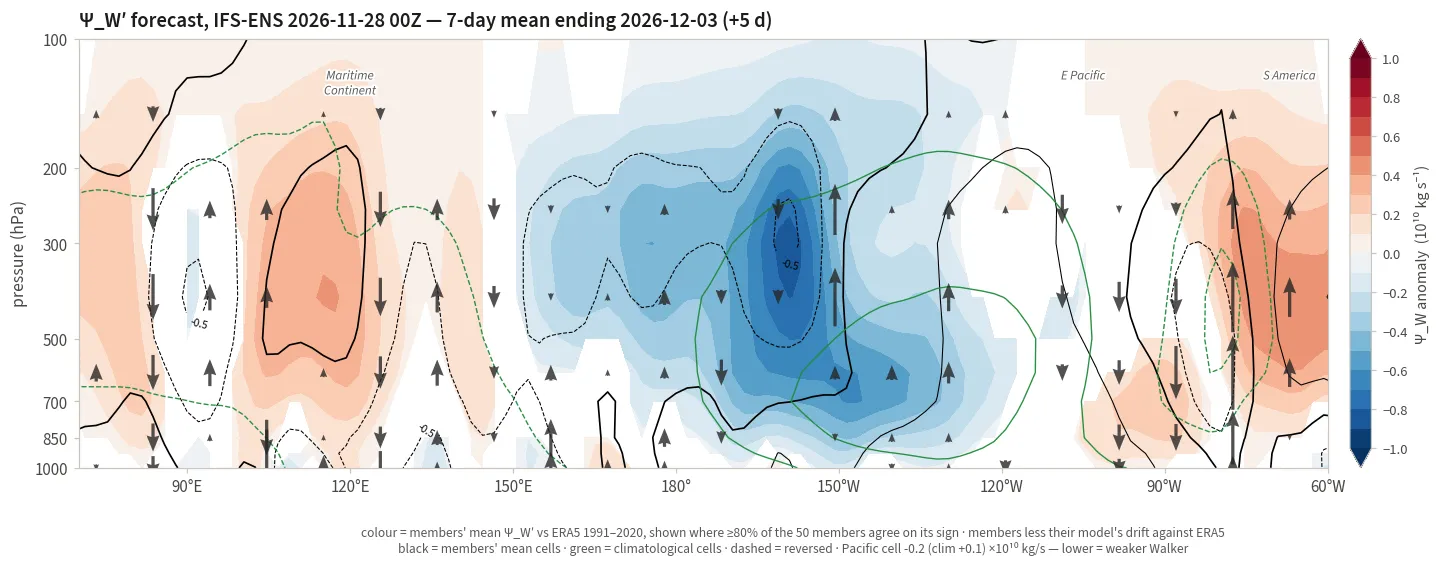 Ψ_W′ forecast, IFS-ENS 2026-11-28 00Z — 7-day mean ending 2026-12-03 (+5 d)
100
200
300
400
500
700
850
1000
pressure (hPa)
Maritime
Continent
E Pacific
S America
-0.5
-0.5
-0.5
90°E
120°E
150°E
180°
150°W
120°W
90°W
60°W
1.0
0.8
0.6
0.4
0.2
0.0
−0.2
−0.4
−0.6
−0.8
−1.0
Ψ_W anomaly (10¹⁰ kg s⁻¹)
colour = members' mean Ψ_W′ vs ERA5 1991–2020, shown where ≥80% of the 50 members agree on its sign · members less their model's drift against ERA5
black = members' mean cells · green = climatological cells · dashed = reversed · Pacific cell -0.2 (clim +0.1) ×10¹⁰ kg/s — lower = weaker Walker